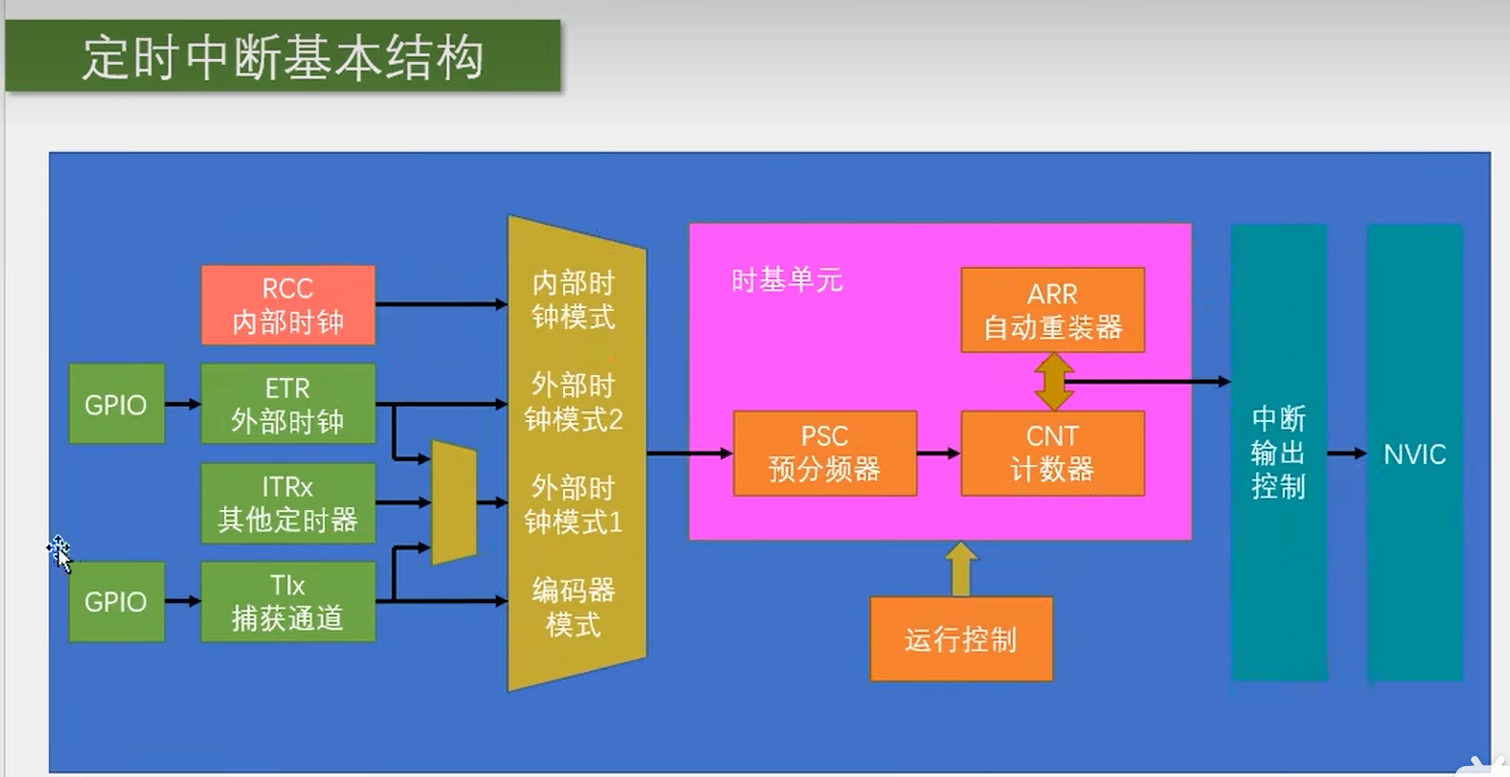 定时中断基本结构
RCC
内部时钟
GPIO
ETR
外部时钟
ITRx
其他定时器
GPIO
TIx
捕获通道
内部时
钟模式
外部时
钟模式2
外部时
钟模式1
编码器
模式
时基单元
ARR
自动重装器
PSC
预分频器
CNT
计数器
运行控制
中断
输出
控制
NVIC